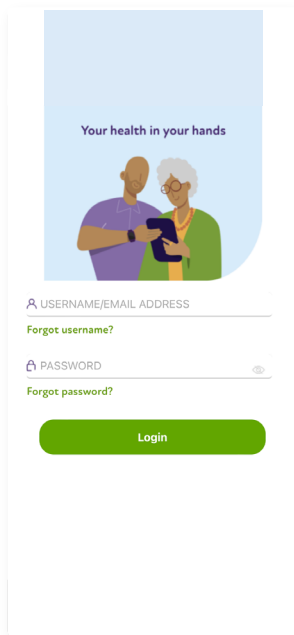 Your health in your hands
USERNAME/EMAIL ADDRESS
Forgot username?
PASSWORD
Forgot password?
Login